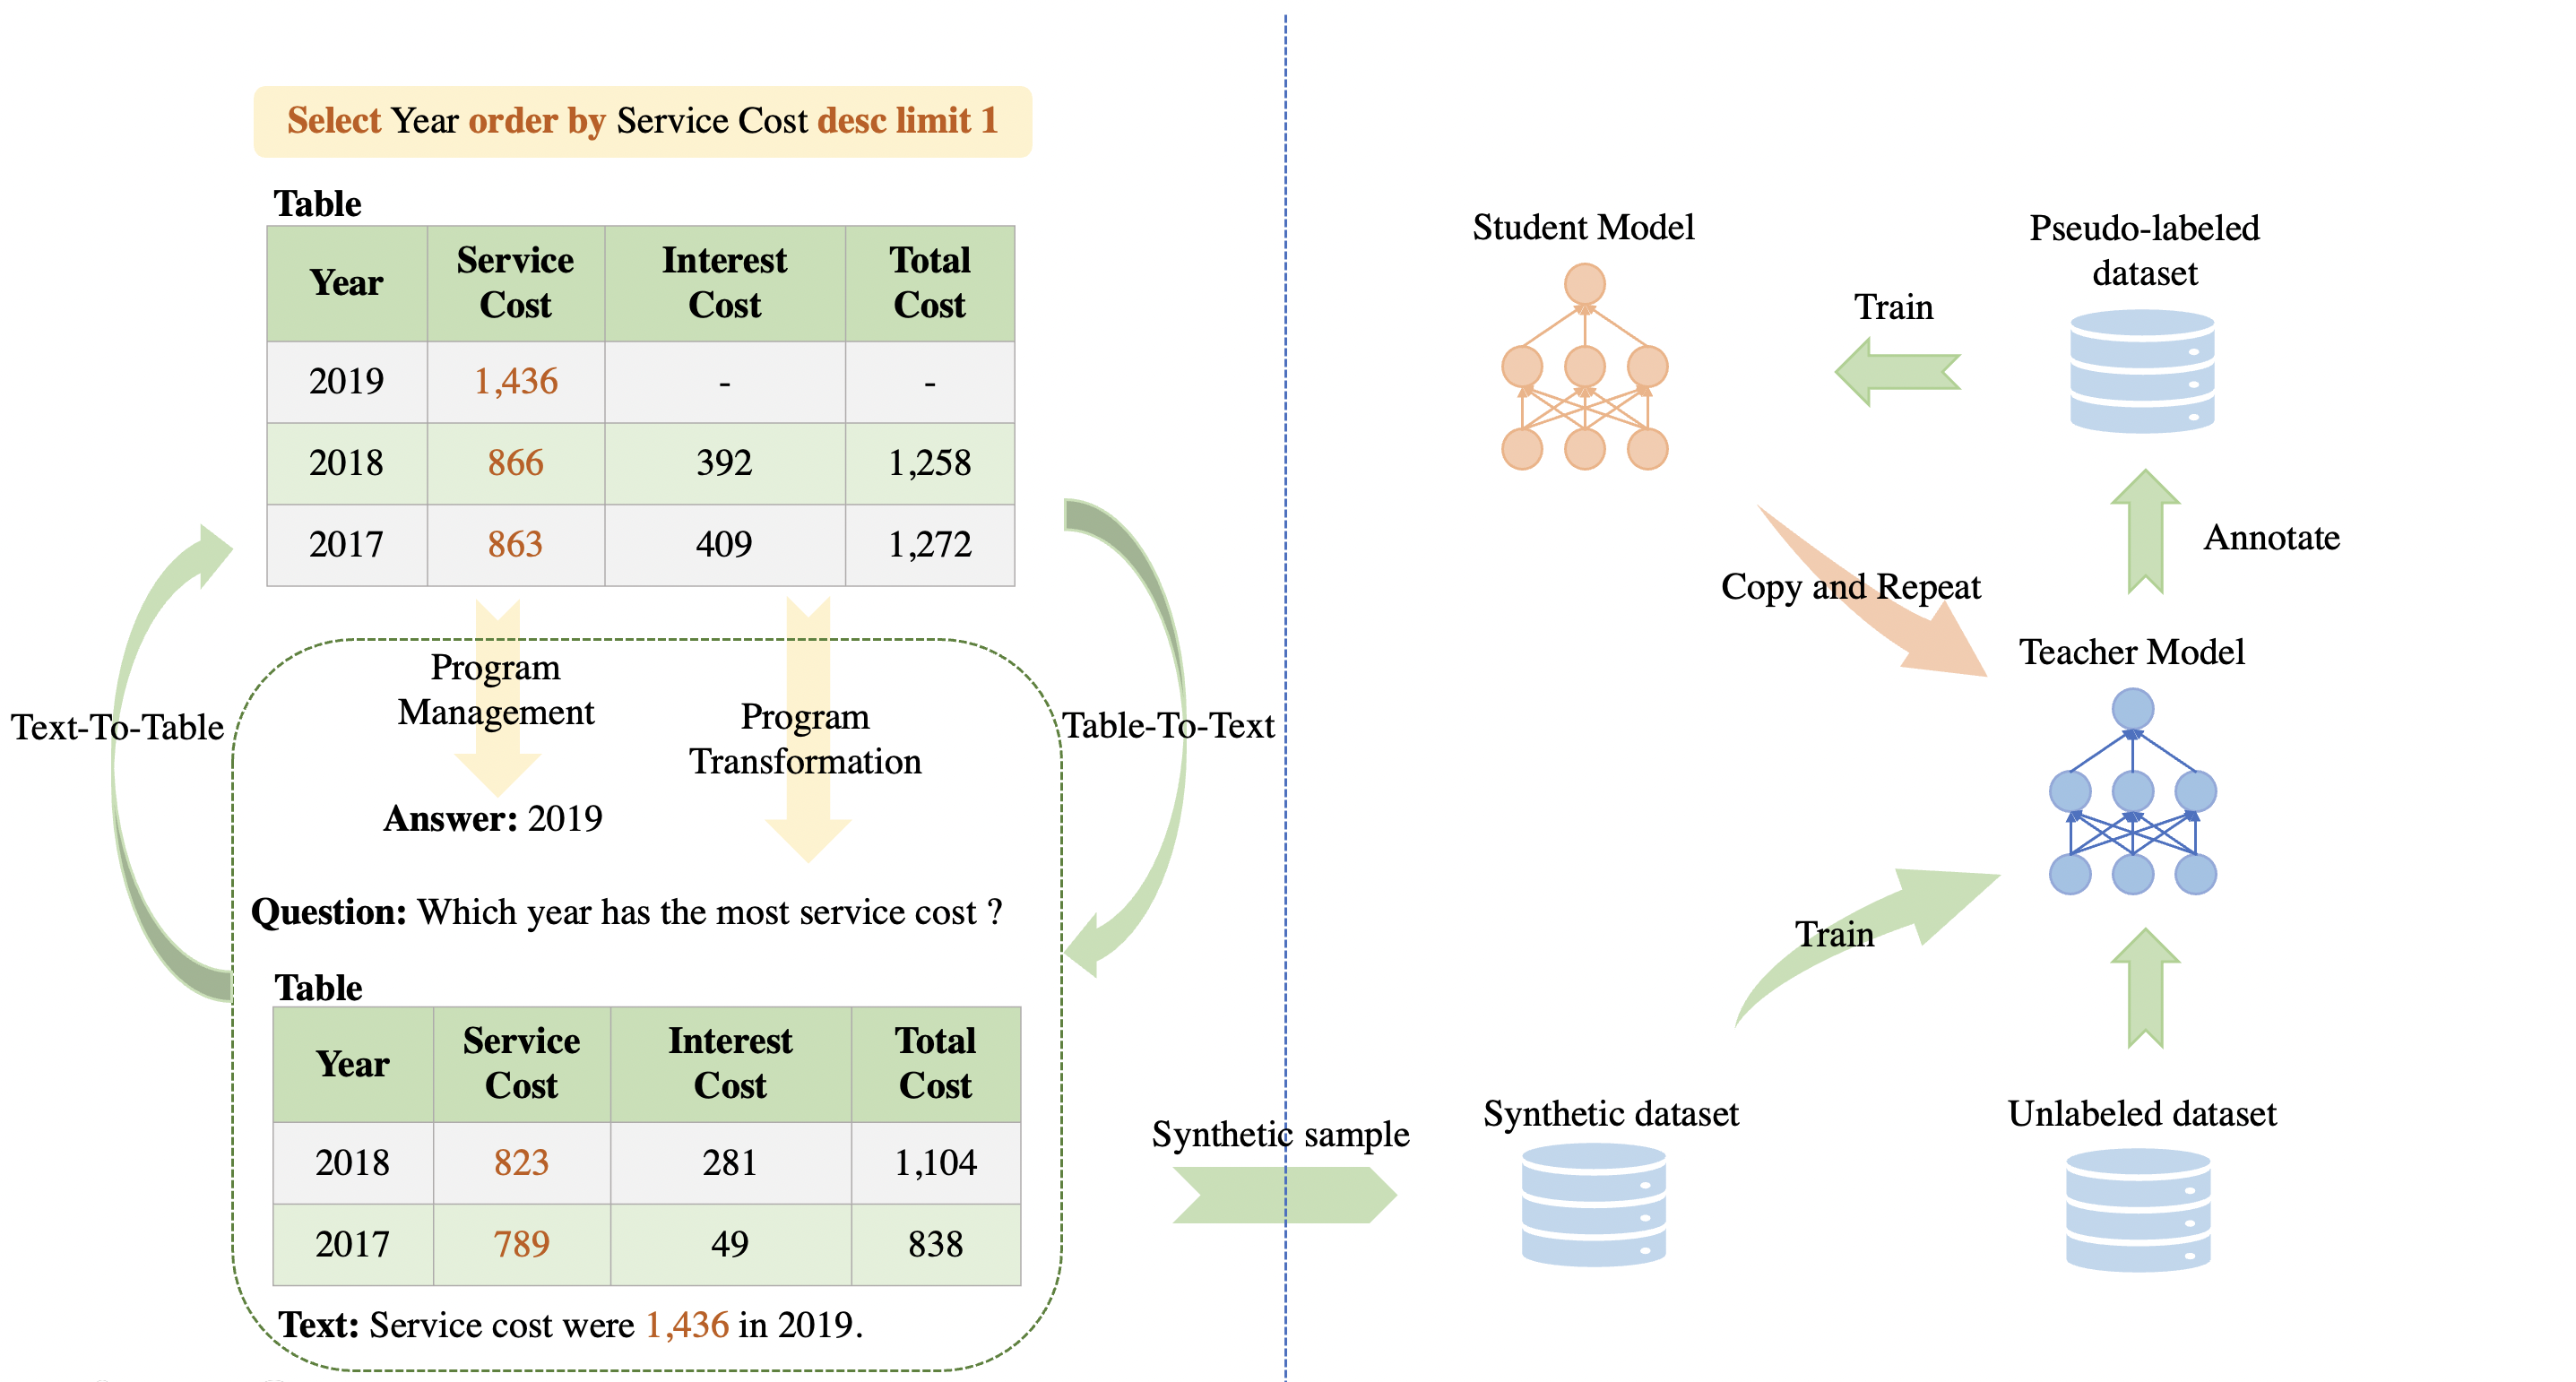 Select Year order by Service Cost desc limit 1
Table
Year Service Cost Interest Cost Total Cost
2019 1,436 - -
2018 866 392 1,258
2017 863 409 1,272
Text-To-Table
Program
Management
Program
Transformation
Table-To-Text
Answer: 2019
Question: Which year has the most service cost ?
Table
Year Service Cost Interest Cost Total Cost
2018 823 281 1,104
2017 789 49 838
Text: Service cost were 1,436 in 2019.
Synthetic sample
Student Model
Pseudo-labeled
dataset
Train
Annotate
Copy and Repeat
Teacher Model
Train
Synthetic dataset
Unlabeled dataset